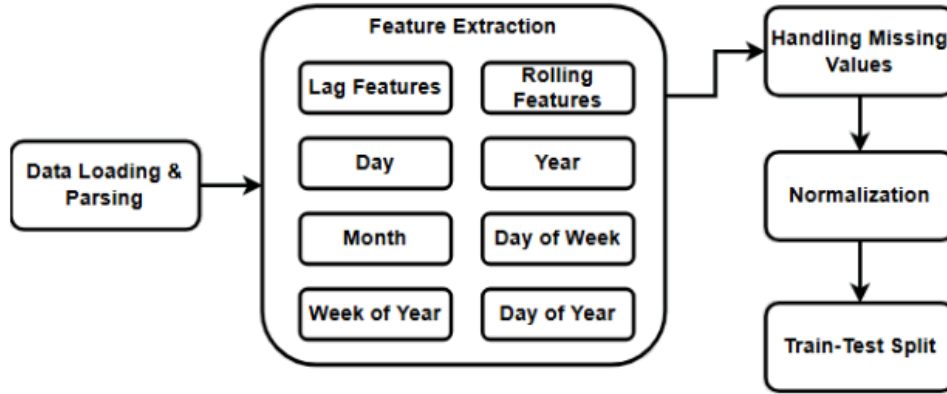 Data Loading &
Parsing
Feature Extraction
Lag Features
Rolling
Features
Day
Year
Month
Day of Week
Week of Year
Day of Year
Handling Missing
Values
Normalization
Train-Test Split